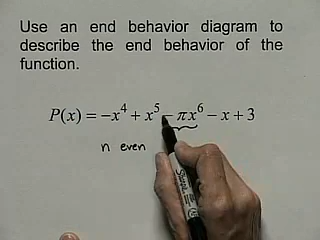 Use an end behavior diagram to
describe the end behavior of the
function.
P(x) = −x⁴ + x⁵ − πx⁶ − x + 3
n even